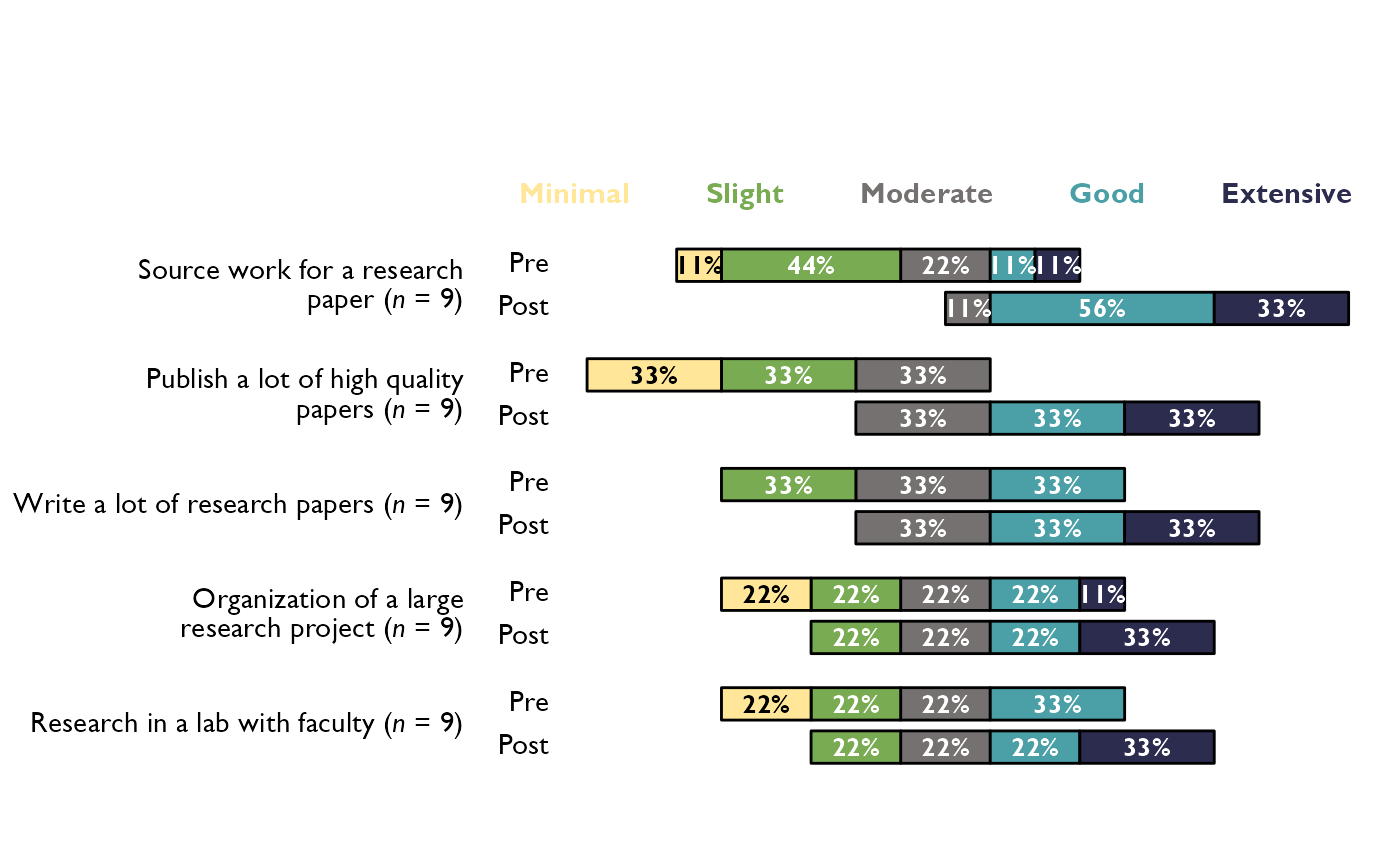 Minimal Slight Moderate Good Extensive
Source work for a research
paper (n = 9)
Pre 11% 44% 22% 11% 11%
Post 11% 56% 33%
Publish a lot of high quality
papers (n = 9)
Pre 33% 33% 33%
Post 33% 33% 33%
Write a lot of research papers (n = 9)
Pre 33% 33% 33%
Post 33% 33% 33%
Organization of a large
research project (n = 9)
Pre 22% 22% 22% 22% 11%
Post 22% 22% 22% 33%
Research in a lab with faculty (n = 9)
Pre 22% 22% 22% 33%
Post 22% 22% 22% 33%